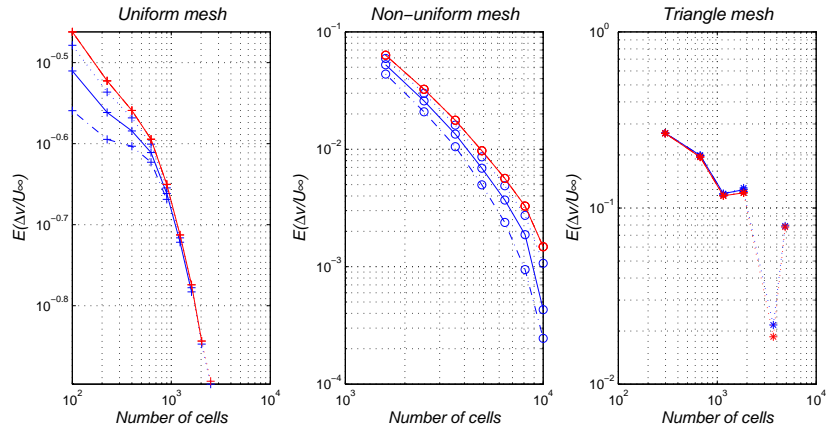 Uniform mesh
E(Δv/U∞)
10^-0.5
10^-0.6
10^-0.7
10^-0.8
10^2
10^3
10^4
Number of cells
Non-uniform mesh
E(Δv/U∞)
10^-1
10^-2
10^-3
10^-4
10^3
10^4
Number of cells
Triangle mesh
E(Δv/U∞)
10^0
10^-1
10^-2
10^2
10^3
10^4
Number of cells